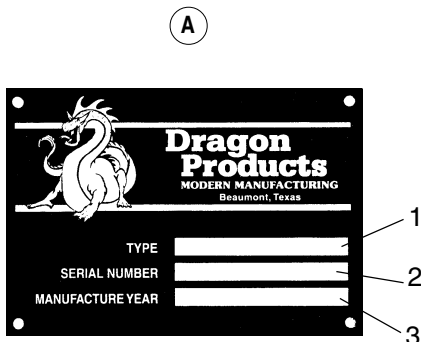 A
Dragon
Products
MODERN MANUFACTURING
Beaumont, Texas
TYPE
1
SERIAL NUMBER
2
MANUFACTURE YEAR
3